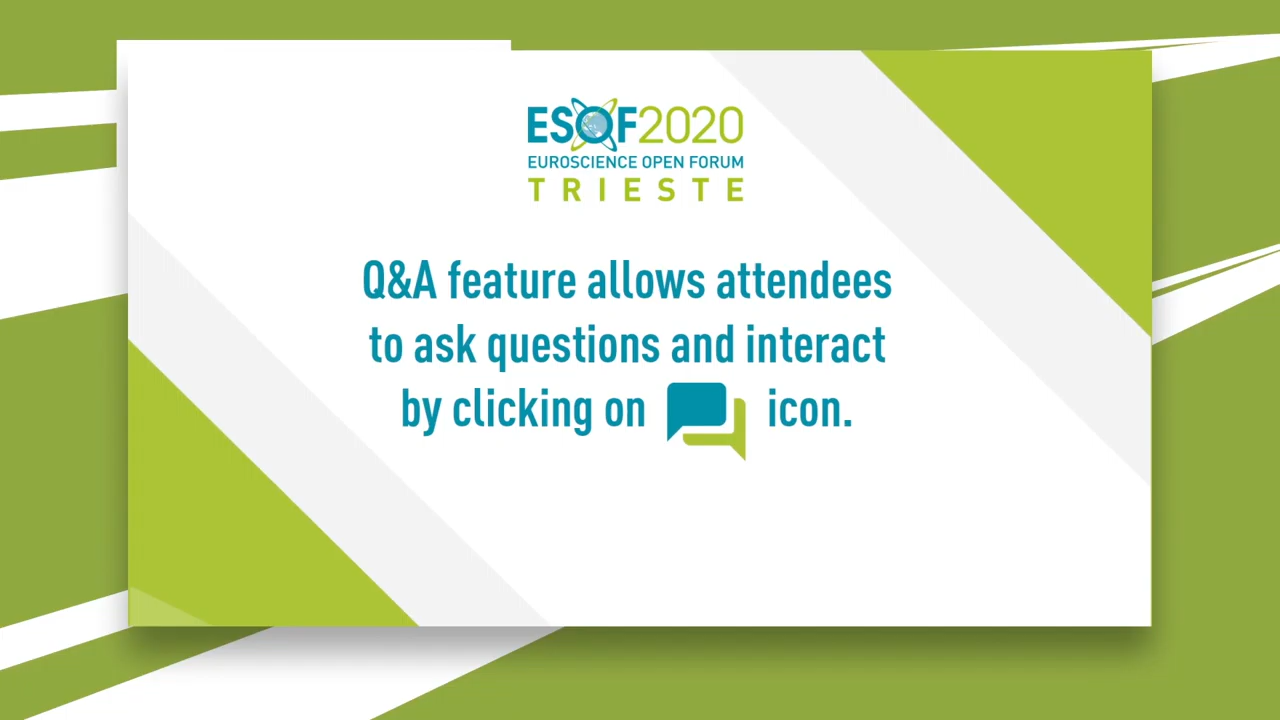 ESOF2020
EUROSCIENCE OPEN FORUM
TRIESTE
Q&A feature allows attendees
to ask questions and interact
by clicking on icon.